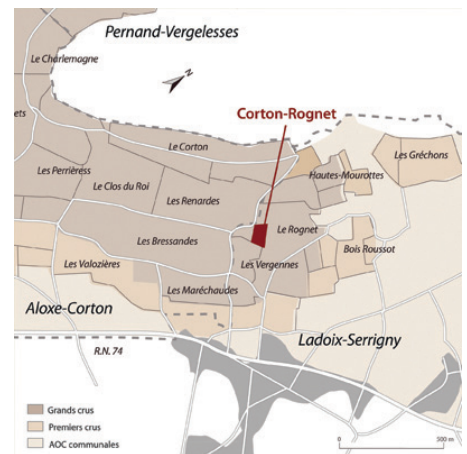 Pernand-Vergelesses
Le Charlemagne
N
Corton-Rognet
ets
Le Corton
Les Gréchons
Hautes-Mourottes
Les Perrières
Le Clos du Roi
Les Renardes
Le Rognet
Les Bressandes
Bois Roussot
Les Vergennes
Les Valozières
Les Maréchaudes
Aloxe-Corton
Ladoix-Serrigny
R.N. 74
Grands crus
Premiers crus
AOC communales
0
500 m